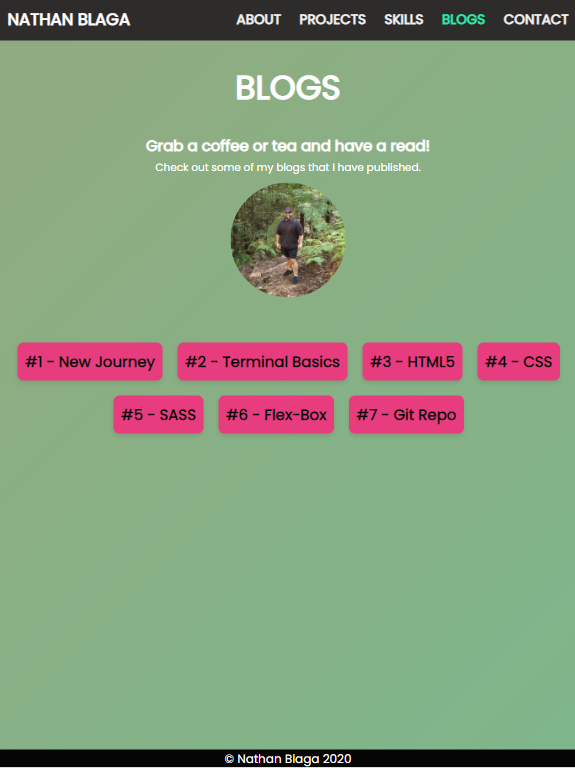 NATHAN BLAGA ABOUT PROJECTS SKILLS BLOGS CONTACT
BLOGS
Grab a coffee or tea and have a read!
Check out some of my blogs that I have published.
#1 - New Journey #2 - Terminal Basics #3 - HTML5 #4 - CSS
#5 - SASS #6 - Flex-Box #7 - Git Repo
© Nathan Blaga 2020